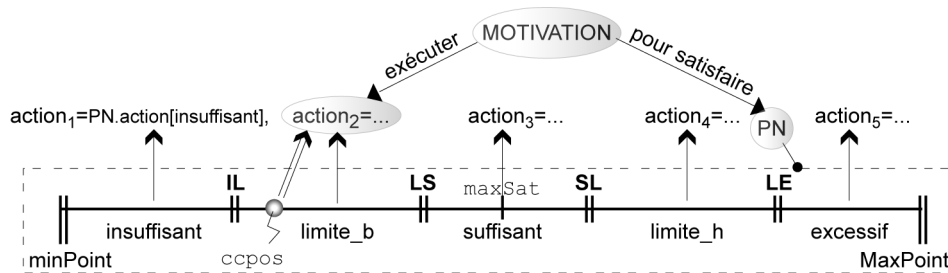 MOTIVATION
exécuter
pour satisfaire
action1=PN.action[insuffisant], action2=... action3=... action4=... PN action5=...
IL LS maxSat SL LE
insuffisant limite_b suffisant limite_h excessif
minPoint ccpos MaxPoint